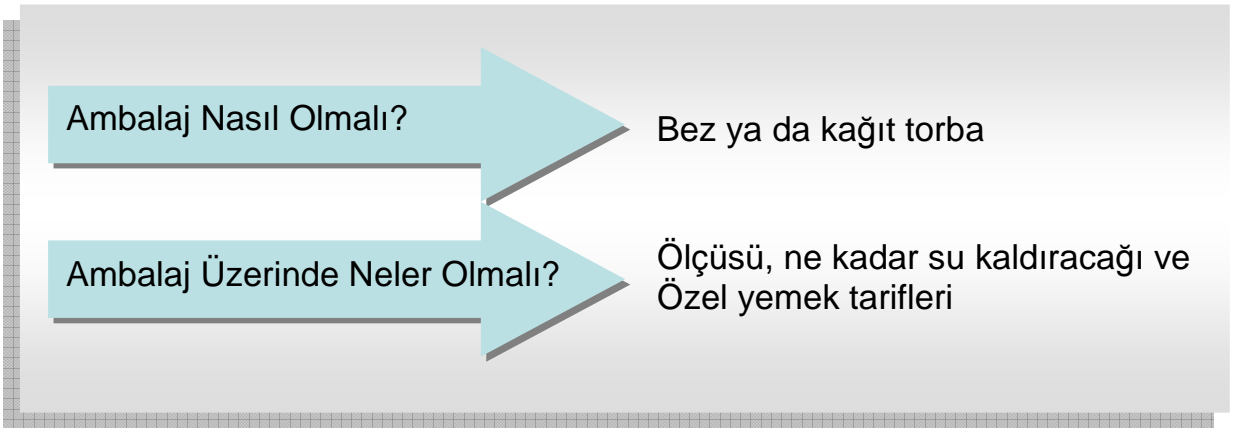 Ambalaj Nasıl Olmalı?
Bez ya da kağıt torba
Ambalaj Üzerinde Neler Olmalı?
Ölçüsü, ne kadar su kaldıracağı ve
Özel yemek tarifleri